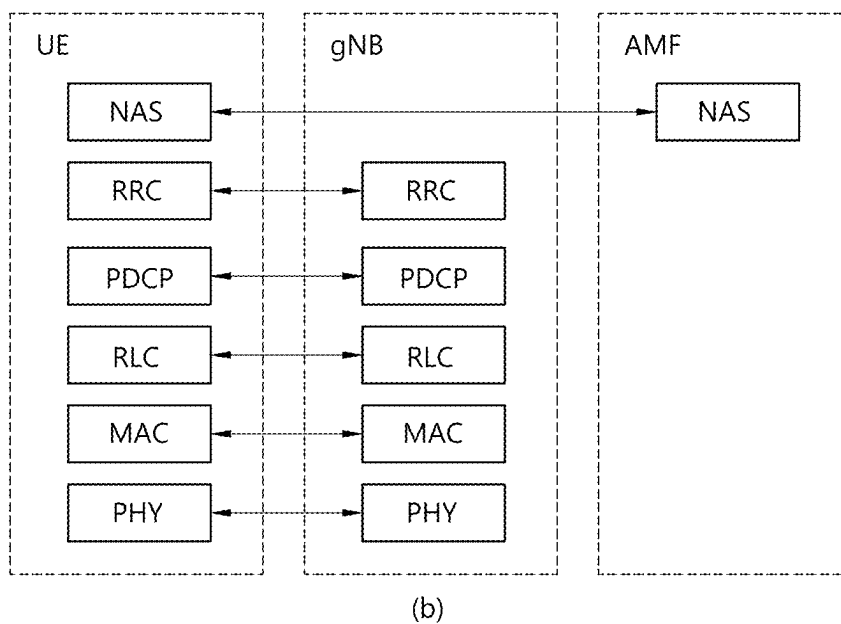 UE gNB AMF
NAS NAS
RRC RRC
PDCP PDCP
RLC RLC
MAC MAC
PHY PHY
(b)